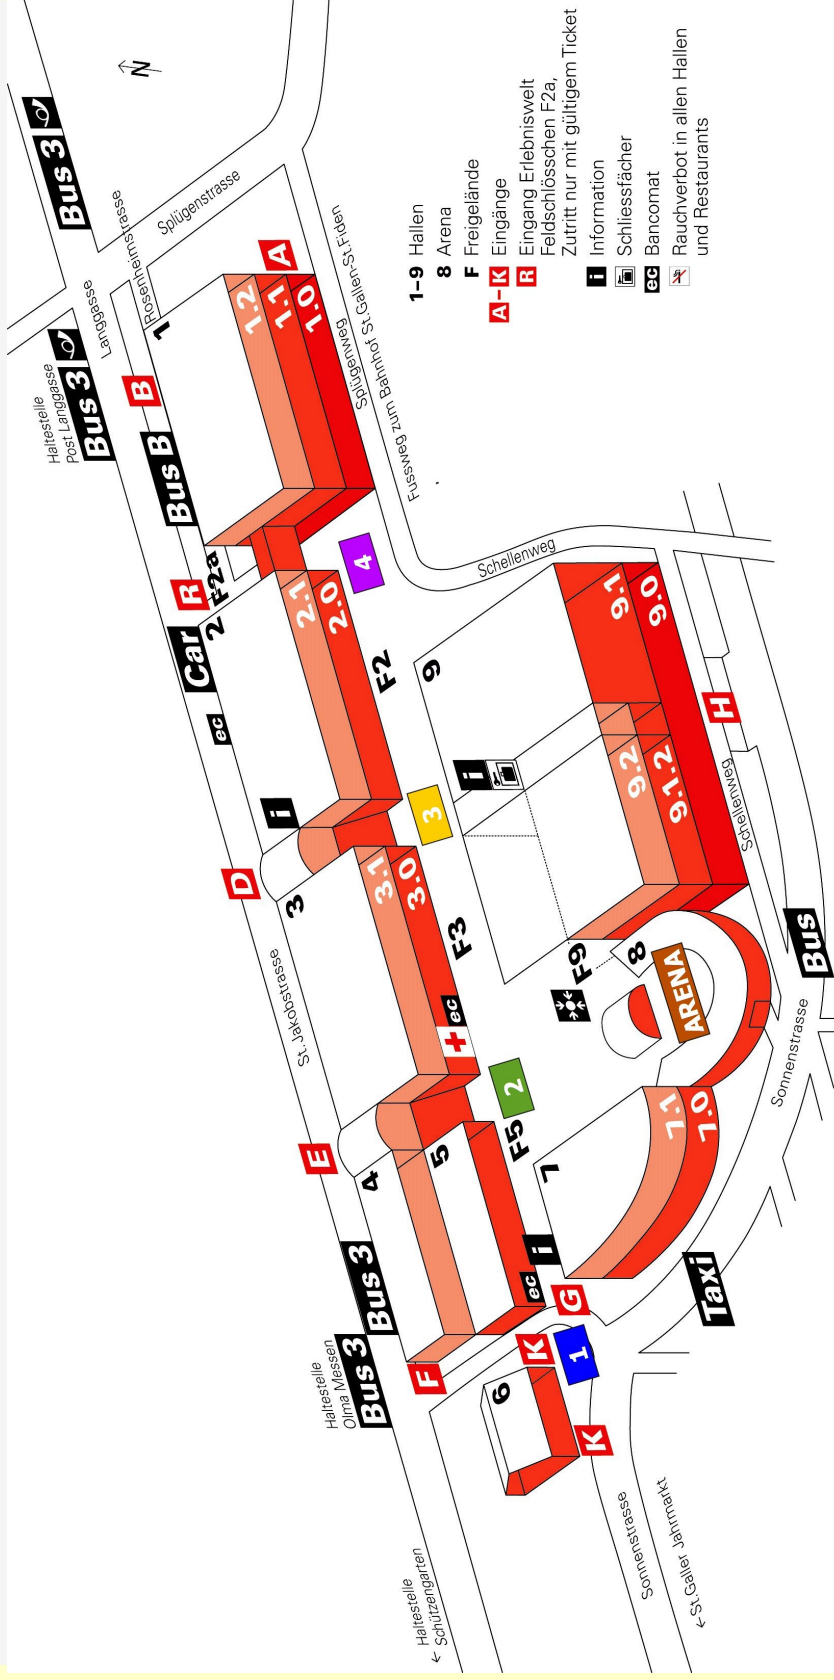 Haltestelle
Schützengarten
Haltestelle
Olma Messen
Bus 3
Bus 3
F
E
St.Jakobstrasse
D
ec
Car
R
F2a
Bus B
B
Haltestelle
Post Langgasse
Bus 3
Langgasse
Rosenheimstrasse
Bus 3
Splügenstrasse
N
4
5
3
i
2
1
1.2
1.1
1.0
A
2.1
2.0
3.1
3.0
ec
F5
F3
F2
2
3
4
Splügenweg
Fussweg zum Bahnhof St.Gallen-St.Fiden
Schellenweg
6
K
K
1
G
ec
i
7
7.1
7.0
F9
8
ARENA
i
9
9.2
9.1.2
9.1
9.0
H
Schellenweg
Bus
Sonnenstrasse
Taxi
Sonnenstrasse
←St.Galler Jahrmarkt
1–9 Hallen
8 Arena
F Freigelände
A–K Eingänge
R Eingang Erlebniswelt
Feldschlösschen F2a,
Zutritt nur mit gültigem Ticket
i Information
Schliessfächer
ec Bancomat
Rauchverbot in allen Hallen
und Restaurants